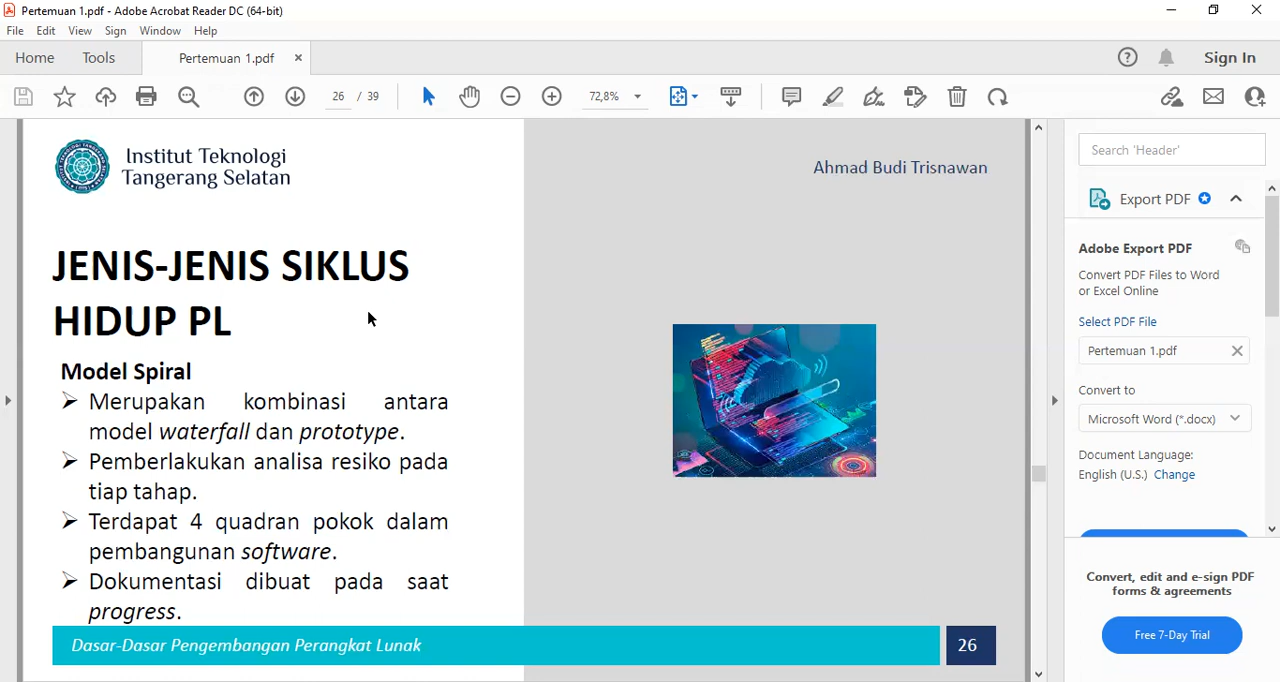 Pertemuan 1.pdf - Adobe Acrobat Reader DC (64-bit)
File Edit View Sign Window Help
Home Tools Pertemuan 1.pdf Sign In
26 / 39 72,8%
Institut Teknologi
Tangerang Selatan
Ahmad Budi Trisnawan
JENIS-JENIS SIKLUS
HIDUP PL
Model Spiral
Merupakan kombinasi antara
model waterfall dan prototype.
Pemberlakukan analisa resiko pada
tiap tahap.
Terdapat 4 quadran pokok dalam
pembangunan software.
Dokumentasi dibuat pada saat
progress.
Dasar-Dasar Pengembangan Perangkat Lunak 26
Search 'Header'
Export PDF
Adobe Export PDF
Convert PDF Files to Word
or Excel Online
Select PDF File
Pertemuan 1.pdf
Convert to
Microsoft Word (*.docx)
Document Language:
English (U.S.) Change
Convert, edit and e-sign PDF
forms & agreements
Free 7-Day Trial